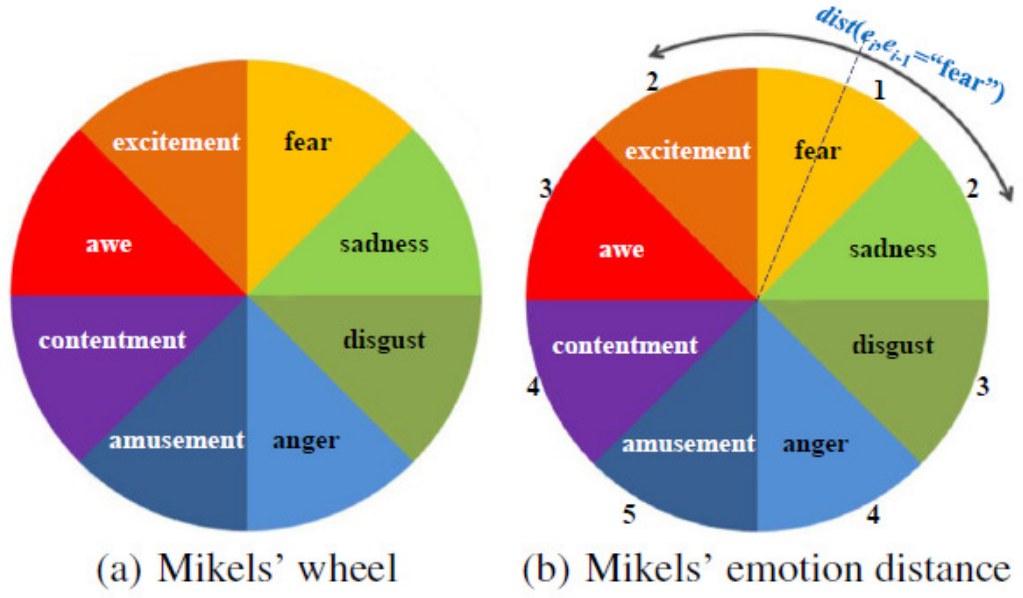 excitement
fear
awe
sadness
contentment
disgust
amusement
anger
(a) Mikels' wheel
dist(eᵢ,eᵢ₋₁=“fear”)
2
1
excitement
fear
3
2
awe
sadness
contentment
disgust
4
3
amusement
anger
5
4
(b) Mikels' emotion distance